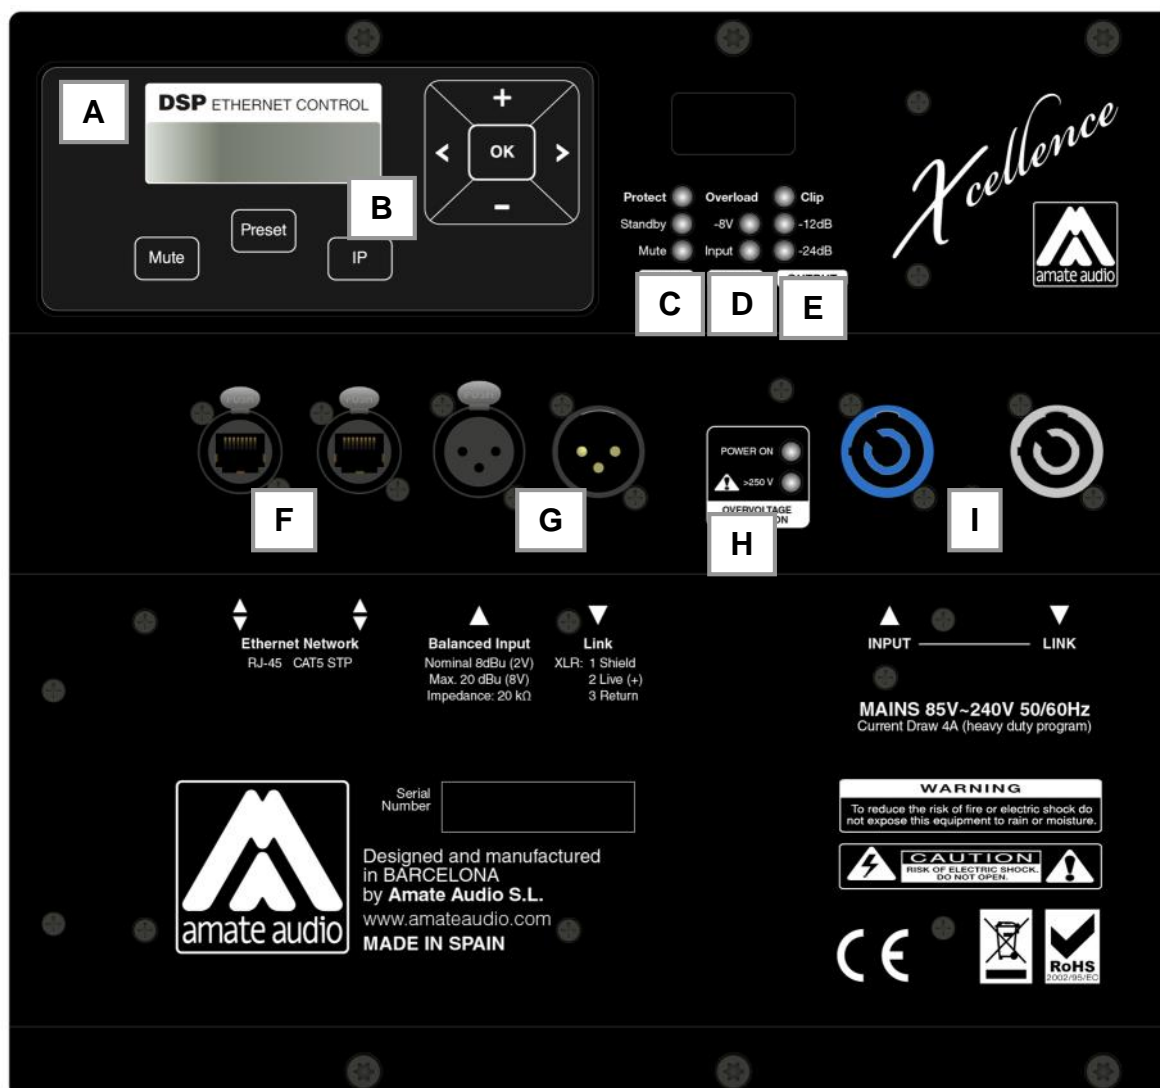 A
DSP ETHERNET CONTROL
+
< OK >
-
B
Preset
Mute
IP
Protect Overload Clip
Standby -8V -12dB
Mute Input -24dB
C D E
Xcellence
amate audio
PUSH PUSH PUSH
POWER ON
>250 V
OVERVOLTAGE
F G H I
Ethernet Network
RJ-45 CAT5 STP
Balanced Input
Nominal 8dBu (2V)
Max. 20 dBu (8V)
Impedance: 20 kΩ
Link
XLR: 1 Shield
2 Live (+)
3 Return
INPUT LINK
MAINS 85V~240V 50/60Hz
Current Draw 4A (heavy duty program)
amate audio
Serial
Number
Designed and manufactured
in BARCELONA
by Amate Audio S.L.
www.amateaudio.com
MADE IN SPAIN
WARNING
To reduce the risk of fire or electric shock do
not expose this equipment to rain or moisture.
CAUTION
RISK OF ELECTRIC SHOCK.
DO NOT OPEN.
CE
RoHS
2002/95/EC